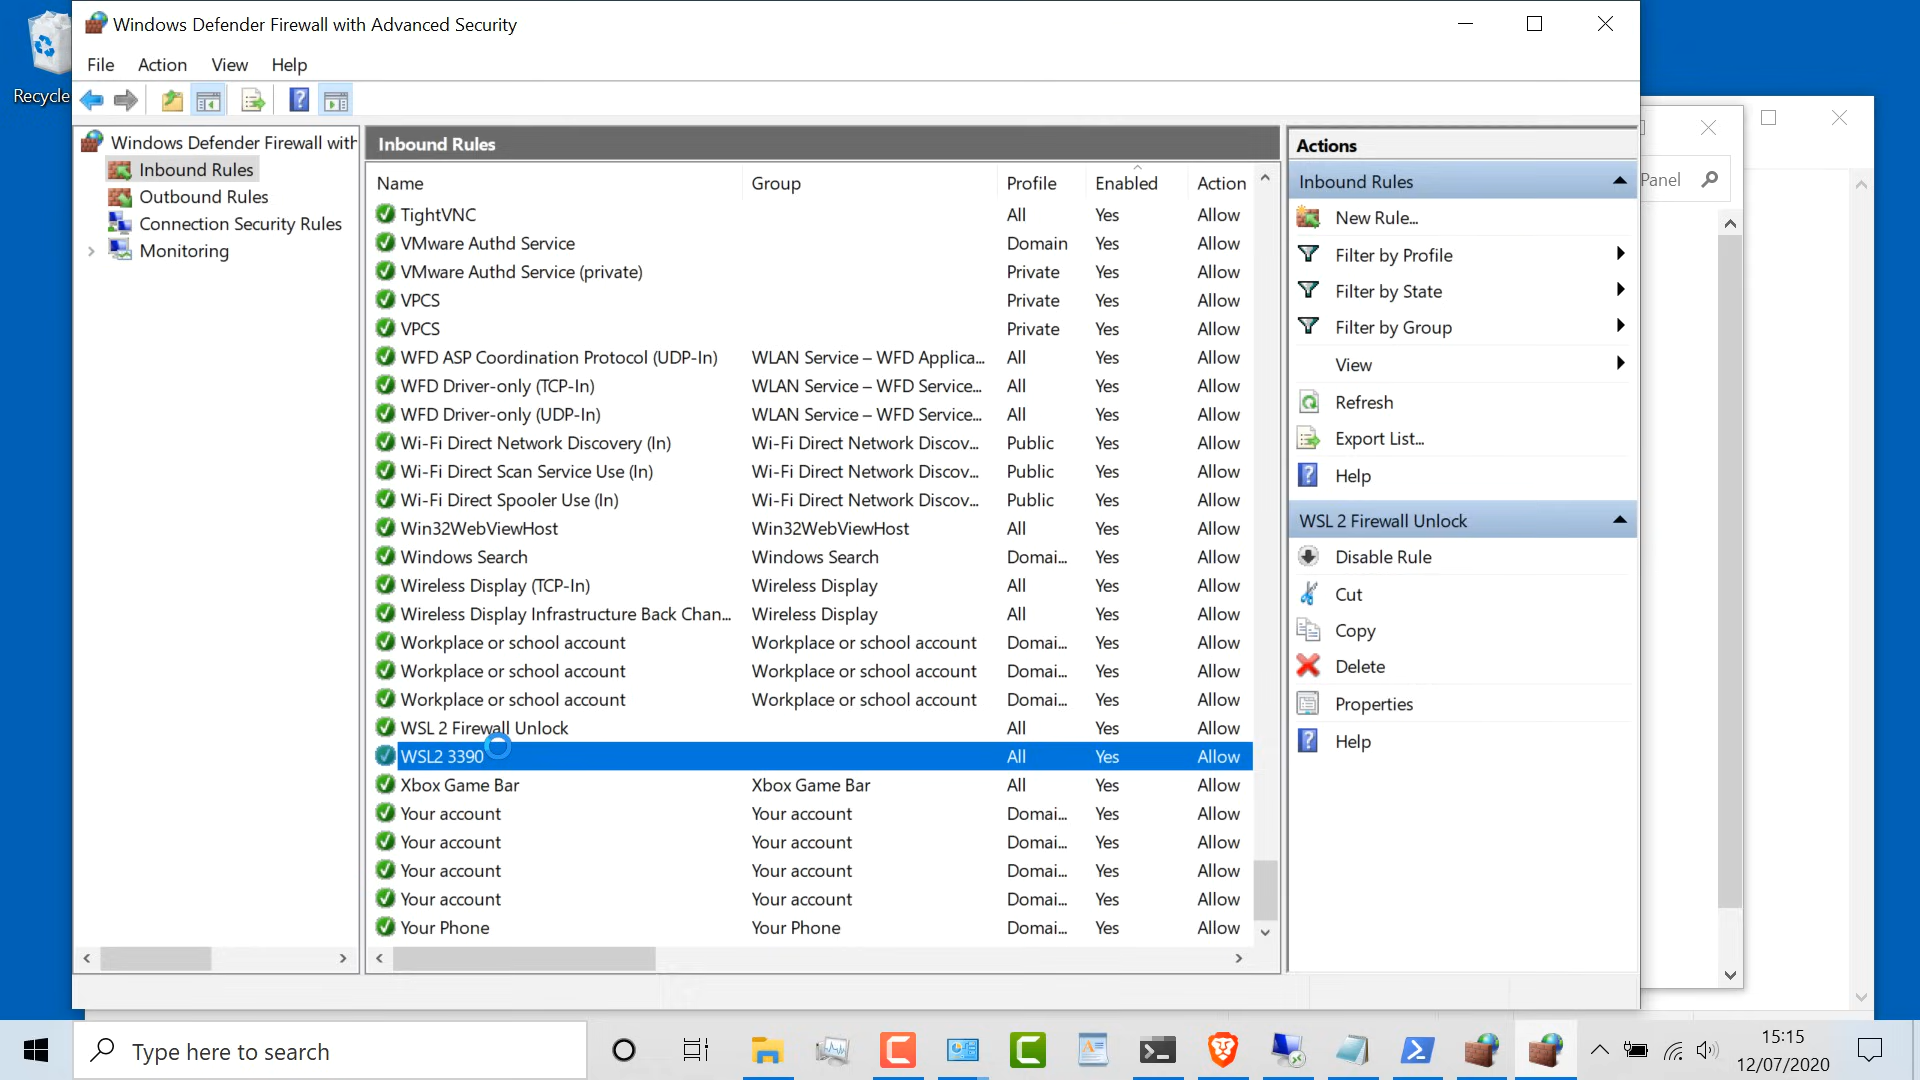 Recycle
Windows Defender Firewall with Advanced Security
File Action View Help
Windows Defender Firewall with
Inbound Rules
Outbound Rules
Connection Security Rules
Monitoring
Inbound Rules
Name Group Profile Enabled Action
TightVNC All Yes Allow
VMware Authd Service Domain Yes Allow
VMware Authd Service (private) Private Yes Allow
VPCS Private Yes Allow
VPCS Private Yes Allow
WFD ASP Coordination Protocol (UDP-In) WLAN Service – WFD Applica... All Yes Allow
WFD Driver-only (TCP-In) WLAN Service – WFD Service... All Yes Allow
WFD Driver-only (UDP-In) WLAN Service – WFD Service... All Yes Allow
Wi-Fi Direct Network Discovery (In) Wi-Fi Direct Network Discov... Public Yes Allow
Wi-Fi Direct Scan Service Use (In) Wi-Fi Direct Network Discov... Public Yes Allow
Wi-Fi Direct Spooler Use (In) Wi-Fi Direct Network Discov... Public Yes Allow
Win32WebViewHost Win32WebViewHost All Yes Allow
Windows Search Windows Search Domai... Yes Allow
Wireless Display (TCP-In) Wireless Display All Yes Allow
Wireless Display Infrastructure Back Chan... Wireless Display All Yes Allow
Workplace or school account Workplace or school account Domai... Yes Allow
Workplace or school account Workplace or school account Domai... Yes Allow
Workplace or school account Workplace or school account Domai... Yes Allow
WSL 2 Firewall Unlock All Yes Allow
WSL2 3390 All Yes Allow
Xbox Game Bar Xbox Game Bar All Yes Allow
Your account Your account Domai... Yes Allow
Your account Your account Domai... Yes Allow
Your account Your account Domai... Yes Allow
Your account Your account Domai... Yes Allow
Your Phone Your Phone Domai... Yes Allow
Actions
Inbound Rules
New Rule...
Filter by Profile
Filter by State
Filter by Group
View
Refresh
Export List...
Help
WSL 2 Firewall Unlock
Disable Rule
Cut
Copy
Delete
Properties
Help
Panel
Type here to search
15:15
12/07/2020